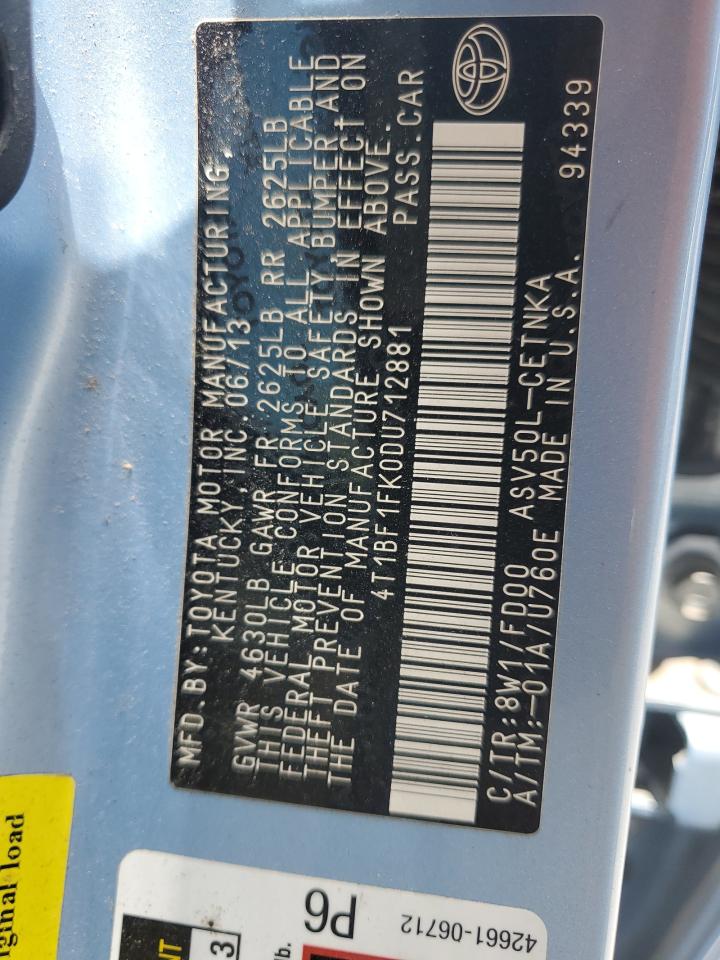 MFD. BY: TOYOTA MOTOR MANUFACTURING,
KENTUCKY, INC. 06/13
GVWR 4630LB GAWR FR 2625LB RR 2625LB
THIS VEHICLE CONFORMS TO ALL APPLICABLE
FEDERAL MOTOR VEHICLE SAFETY BUMPER AND
THEFT PREVENTION STANDARDS IN EFFECT ON
THE DATE OF MANUFACTURE SHOWN ABOVE.
4T1BF1FK0DU712881 PASS. CAR
C/TR:8W1/FD00 ASV50L-CETNKA
A/TM:-01A/U760E MADE IN U.S.A. 94339
P6
42661-06712
3